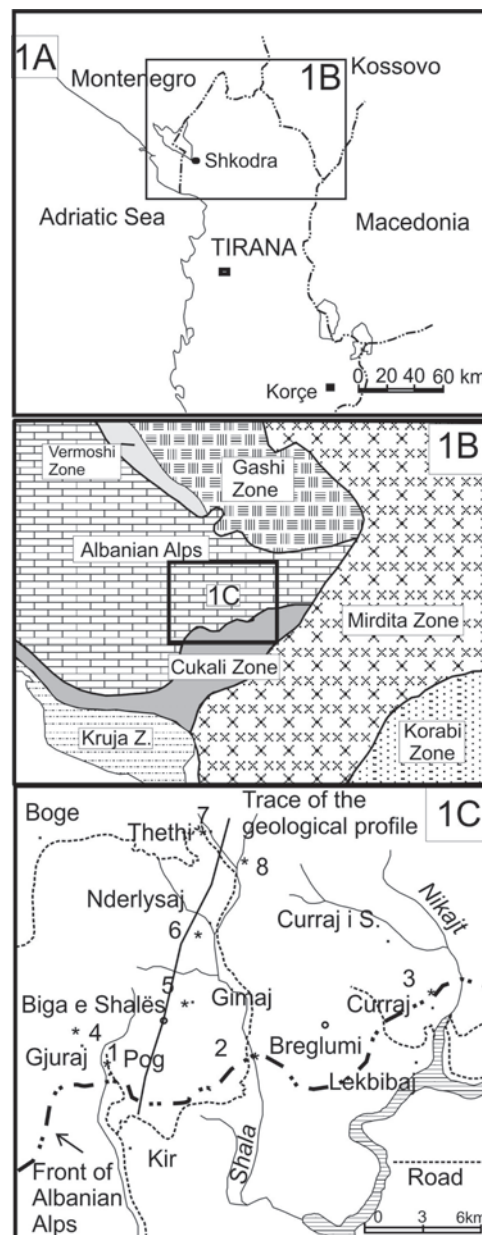 1A
Montenegro
1B
Kossovo
Shkodra
Adriatic Sea
Macedonia
TIRANA
0 20 40 60 km
Korçe
1B
Vermoshi
Zone
Gashi
Zone
Albanian Alps
1C
Mirdita Zone
Cukali Zone
Kruja Z.
Korabi
Zone
1C
Boge
7
Trace of the
geological profile
Thethi
8
Nderlysaj
Nikajt
Curraj i S.
6
5
3
Biga e Shalës
Gimaj
Curraj
4
Gjuraj
1
Pog
2
Breglumi
Lekbibaj
Kir
Shala
Front of
Albanian
Alps
Road
0 3 6km